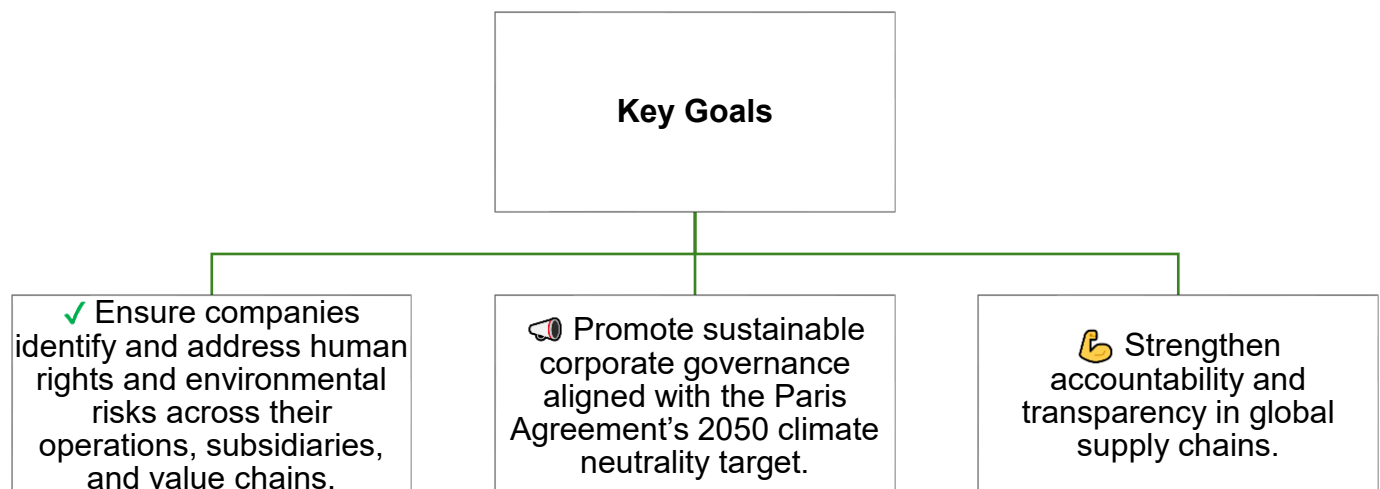 Key Goals
✓ Ensure companies
identify and address human
rights and environmental
risks across their
operations, subsidiaries,
and value chains.
📣 Promote sustainable
corporate governance
aligned with the Paris
Agreement’s 2050 climate
neutrality target.
💪 Strengthen
accountability and
transparency in global
supply chains.